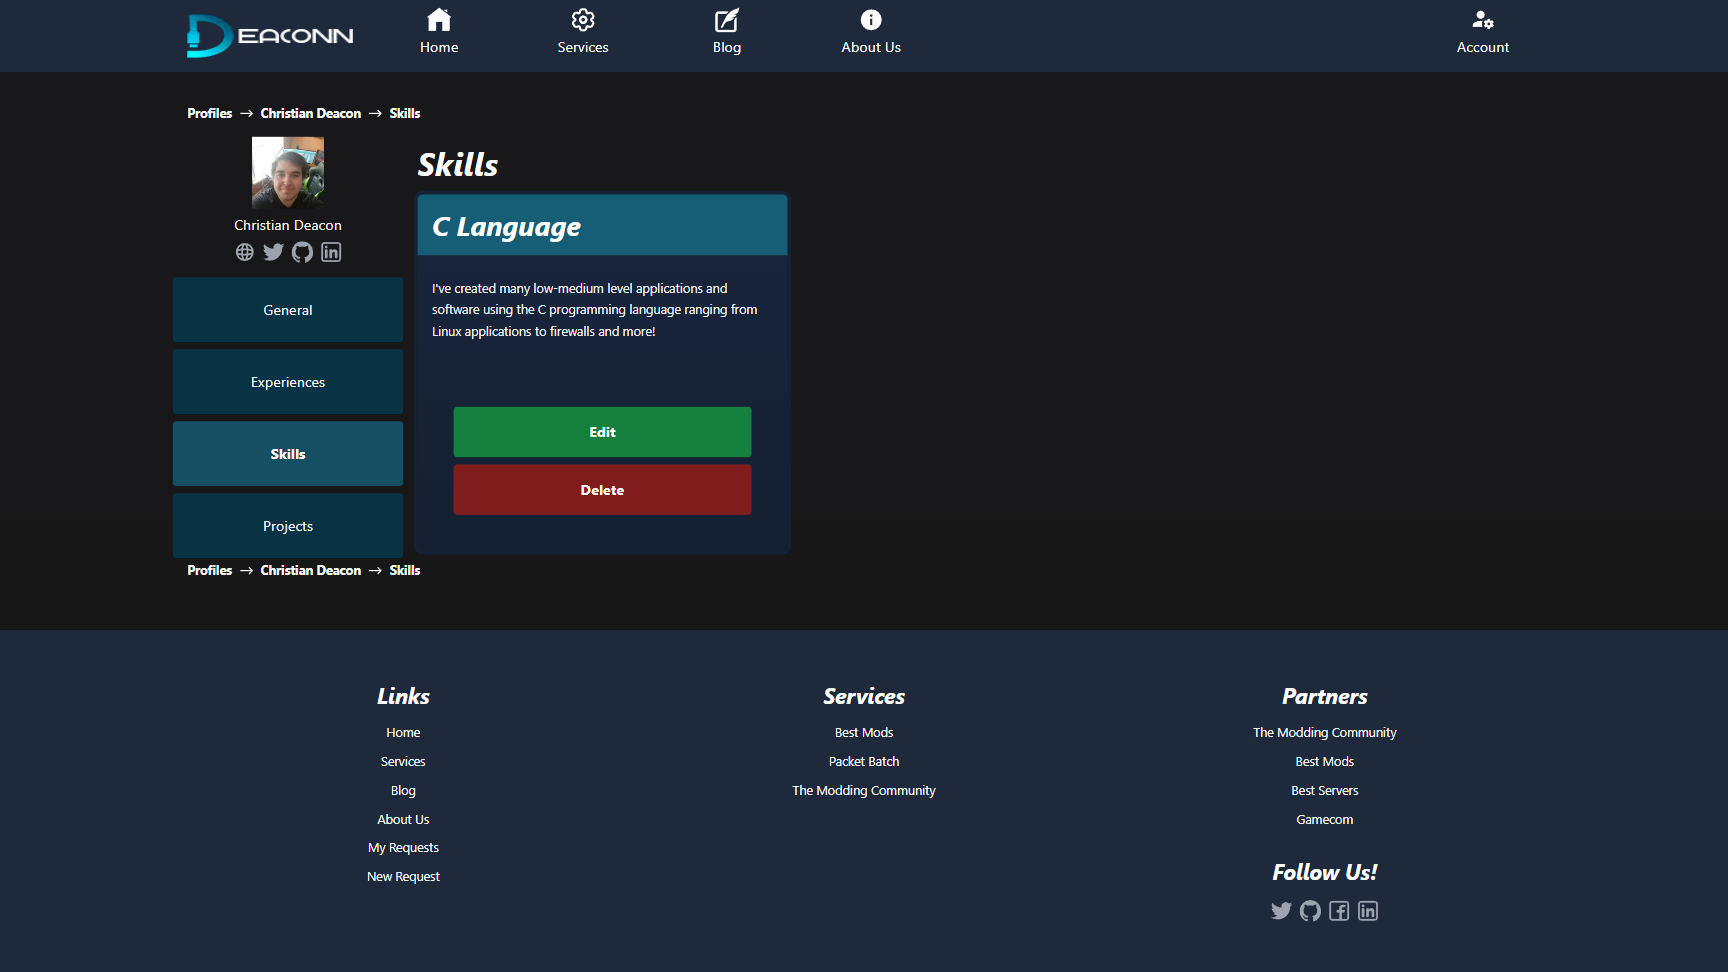 DEACONN
Home
Services
Blog
About Us
Account
Profiles → Christian Deacon → Skills
Christian Deacon
General
Experiences
Skills
Projects
Skills
C Language
I've created many low-medium level applications and
software using the C programming language ranging from
Linux applications to firewalls and more!
Edit
Delete
Profiles → Christian Deacon → Skills
Links
Home
Services
Blog
About Us
My Requests
New Request
Services
Best Mods
Packet Batch
The Modding Community
Partners
The Modding Community
Best Mods
Best Servers
Gamecom
Follow Us!